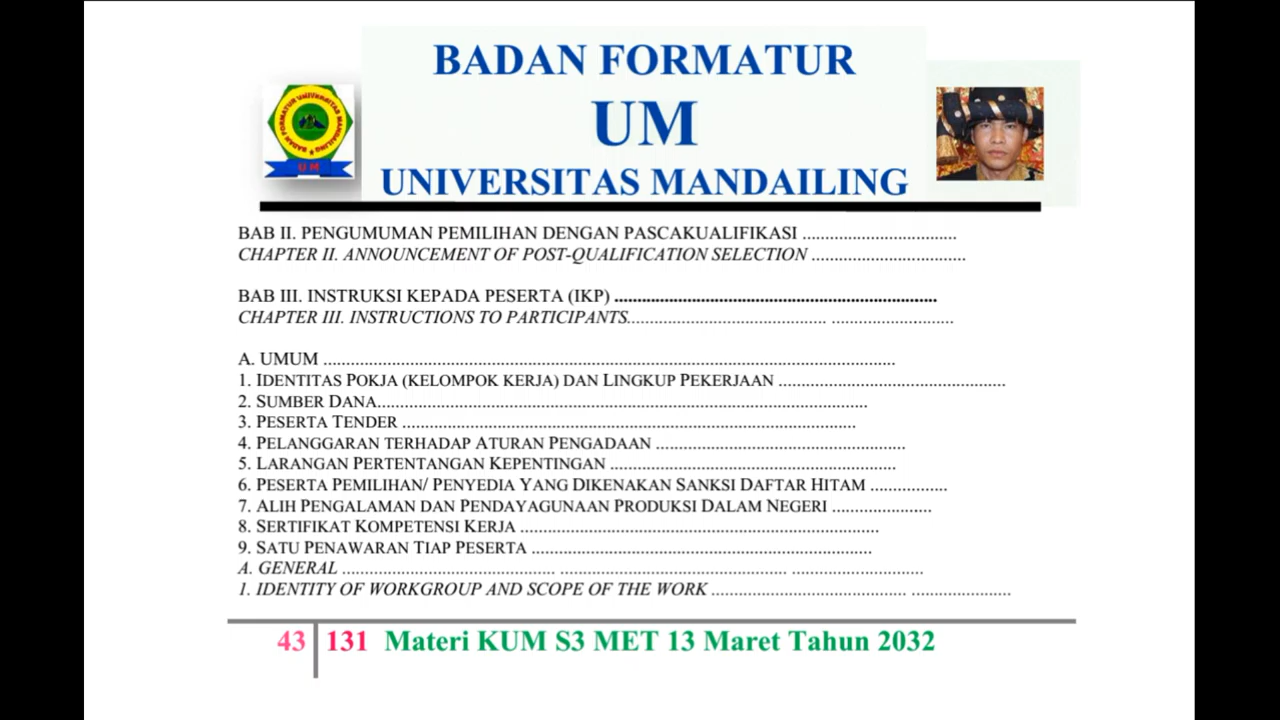 BADAN FORMATUR
UM
UNIVERSITAS MANDAILING
BADAN FORMATUR UNIVERSITAS MANDAILING
U M
BAB II. PENGUMUMAN PEMILIHAN DENGAN PASCAKUALIFIKASI ..................................
CHAPTER II. ANNOUNCEMENT OF POST-QUALIFICATION SELECTION ..................................
BAB III. INSTRUKSI KEPADA PESERTA (IKP) ........................................................................
CHAPTER III. INSTRUCTIONS TO PARTICIPANTS............................................ ...........................
A. UMUM ..............................................................................................................................
1. IDENTITAS POKJA (KELOMPOK KERJA) DAN LINGKUP PEKERJAAN ..................................................
2. SUMBER DANA............................................................................................................
3. PESERTA TENDER ....................................................................................................
4. PELANGGARAN TERHADAP ATURAN PENGADAAN .......................................................
5. LARANGAN PERTENTANGAN KEPENTINGAN ...............................................................
6. PESERTA PEMILIHAN/ PENYEDIA YANG DIKENAKAN SANKSI DAFTAR HITAM .................
7. ALIH PENGALAMAN DAN PENDAYAGUNAAN PRODUKSI DALAM NEGERI ......................
8. SERTIFIKAT KOMPETENSI KERJA ...............................................................................
9. SATU PENAWARAN TIAP PESERTA ...........................................................................
A. GENERAL ............................................... .................................................. .............................
1. IDENTITY OF WORKGROUP AND SCOPE OF THE WORK ........................................... ......................
43 131 Materi KUM S3 MET 13 Maret Tahun 2032